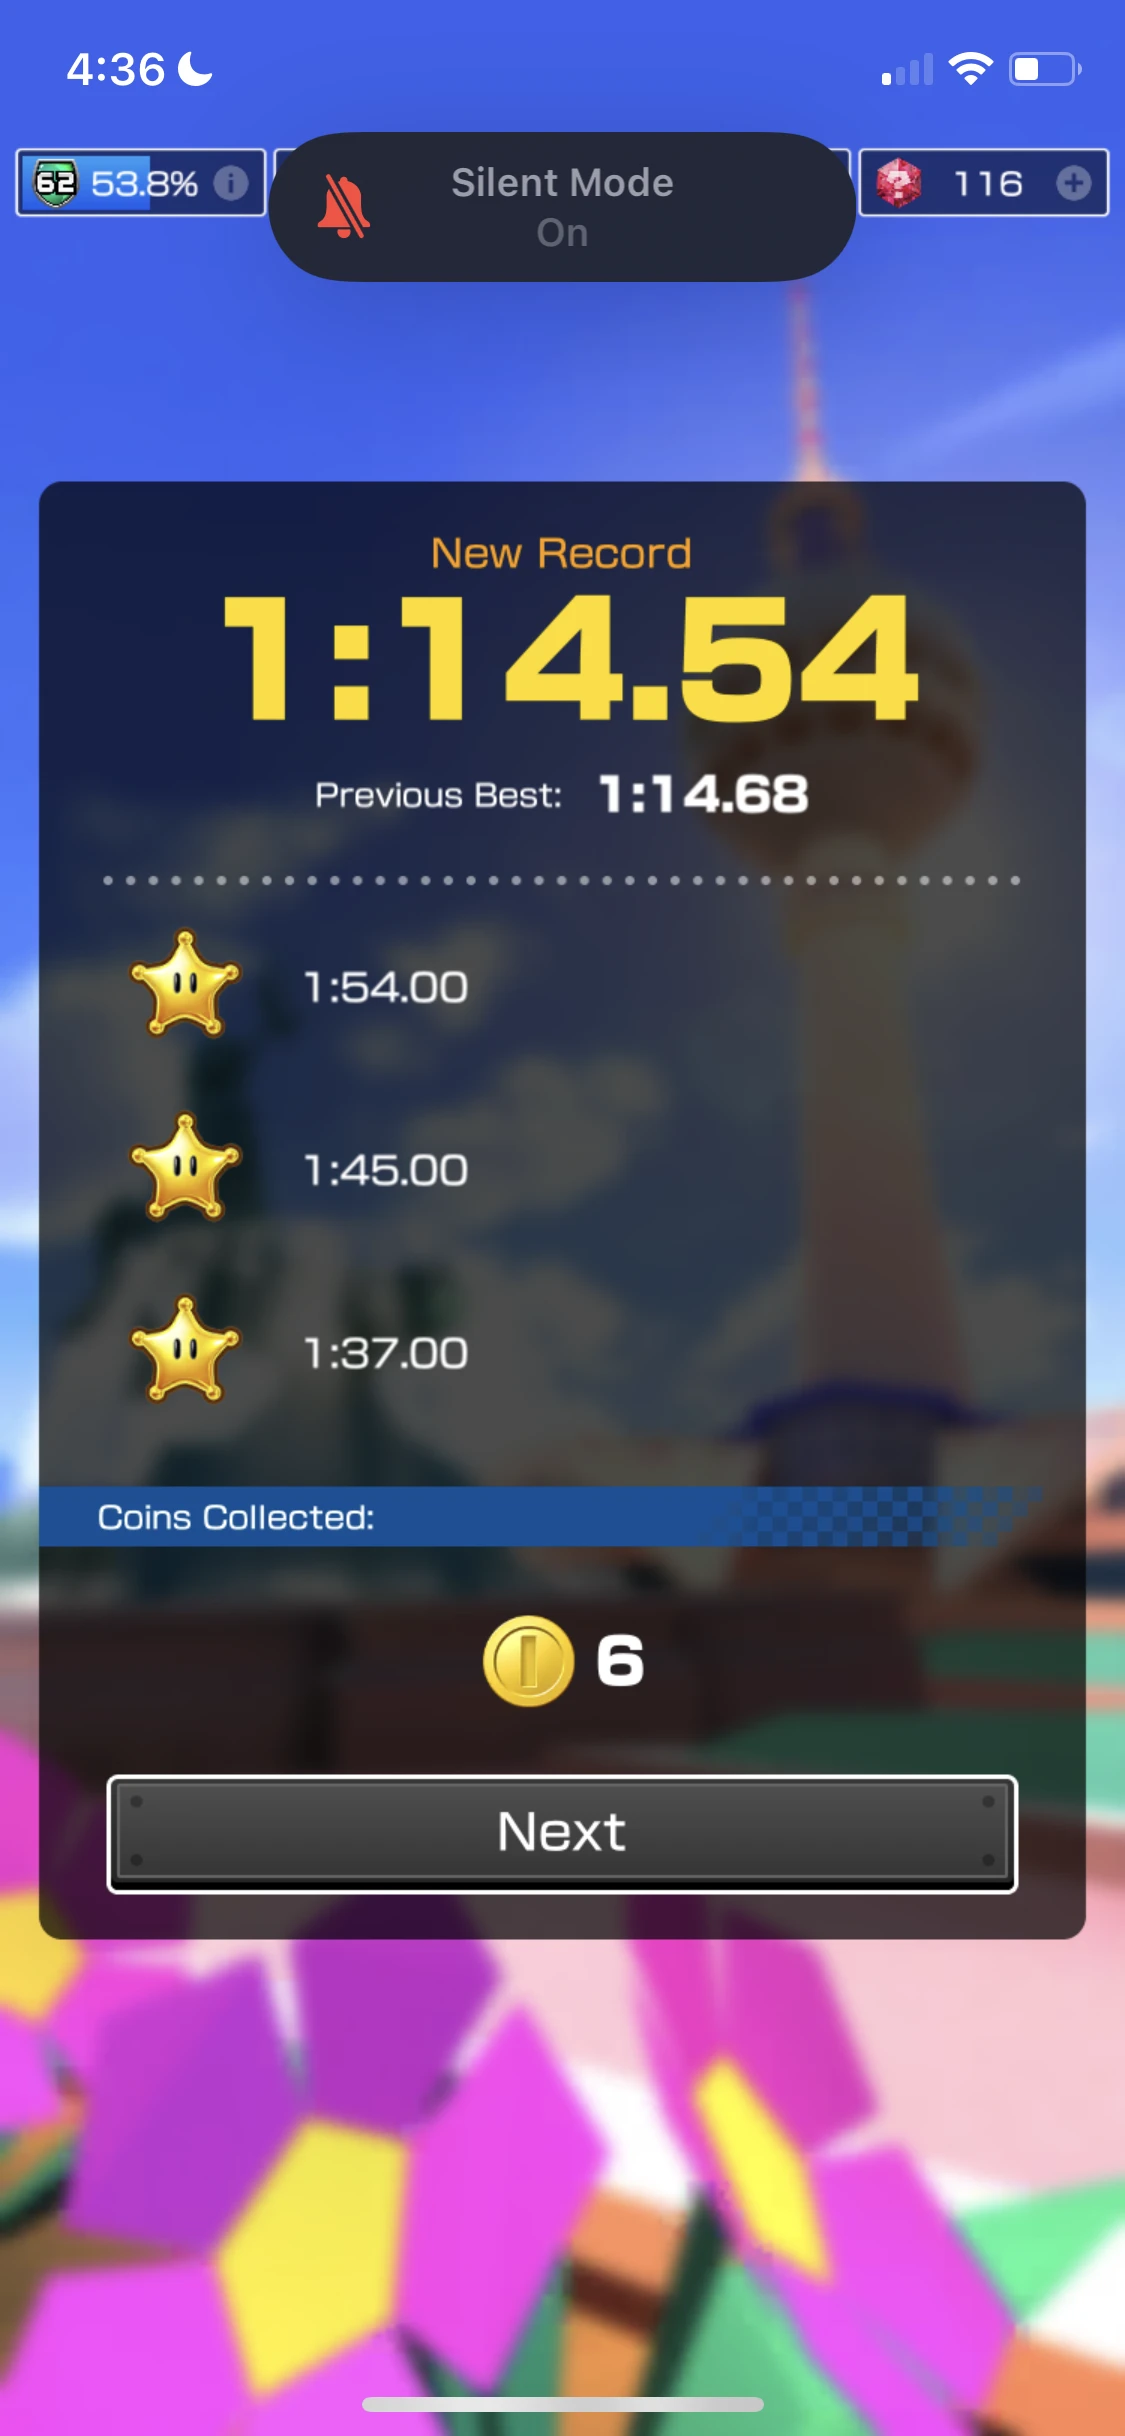 4:36
62 53.8% i
Silent Mode
On
? 116 +
New Record
1:14.54
Previous Best: 1:14.68
1:54.00
1:45.00
1:37.00
Coins Collected:
6
Next